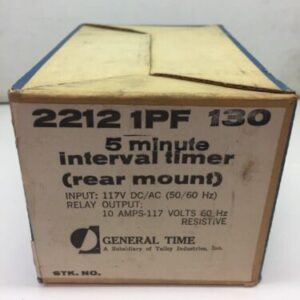 2212 1PF 130
5 minute
interval timer
(rear mount)
INPUT: 117V DC/AC (50/60 Hz)
RELAY OUTPUT:
10 AMPS-117 VOLTS 60 Hz
RESISTIVE
GENERAL TIME
A Subsidiary of Talley Industries, Inc.
STK. NO.